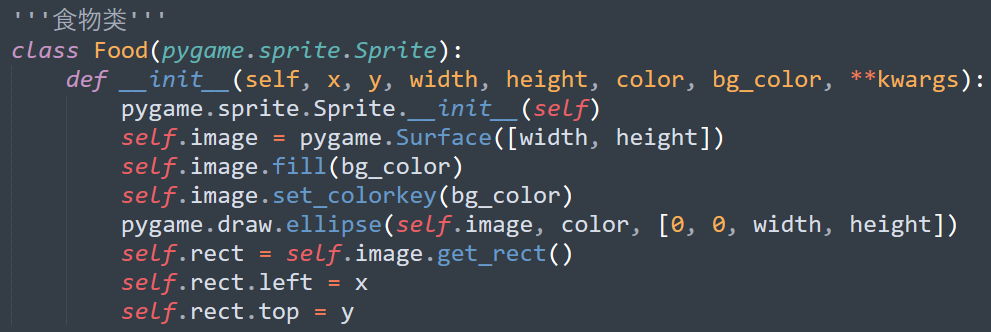 '''食物类'''
class Food(pygame.sprite.Sprite):
    def __init__(self, x, y, width, height, color, bg_color, **kwargs):
        pygame.sprite.Sprite.__init__(self)
        self.image = pygame.Surface([width, height])
        self.image.fill(bg_color)
        self.image.set_colorkey(bg_color)
        pygame.draw.ellipse(self.image, color, [0, 0, width, height])
        self.rect = self.image.get_rect()
        self.rect.left = x
        self.rect.top = y